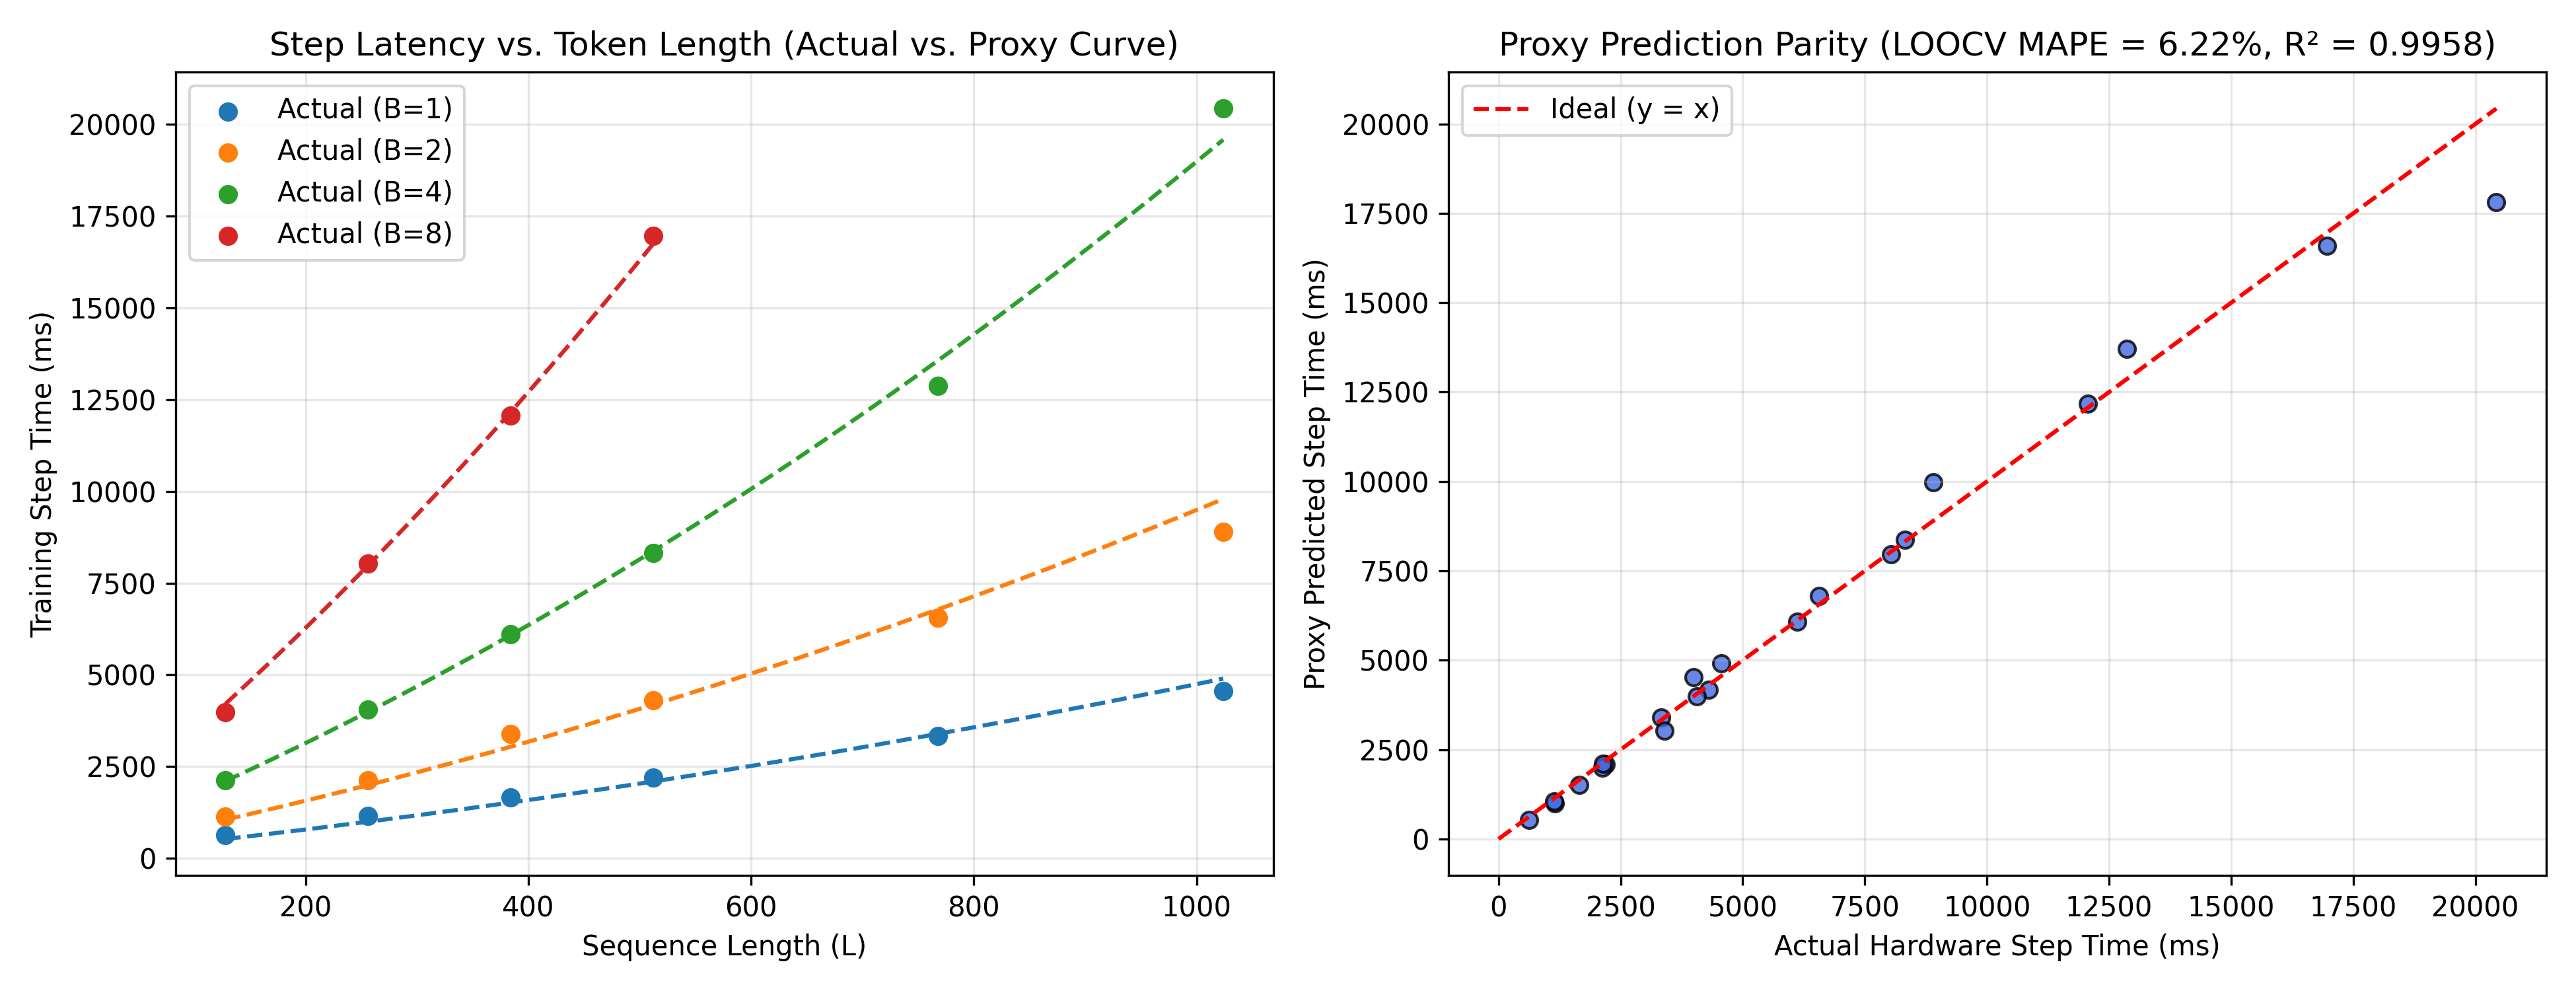 Step Latency vs. Token Length (Actual vs. Proxy Curve)
Actual (B=1)
Actual (B=2)
Actual (B=4)
Actual (B=8)
Training Step Time (ms)
20000
17500
15000
12500
10000
7500
5000
2500
0
200
400
600
800
1000
Sequence Length (L)
Proxy Prediction Parity (LOOCV MAPE = 6.22%, R² = 0.9958)
Ideal (y = x)
Proxy Predicted Step Time (ms)
20000
17500
15000
12500
10000
7500
5000
2500
0
0
2500
5000
7500
10000
12500
15000
17500
20000
Actual Hardware Step Time (ms)